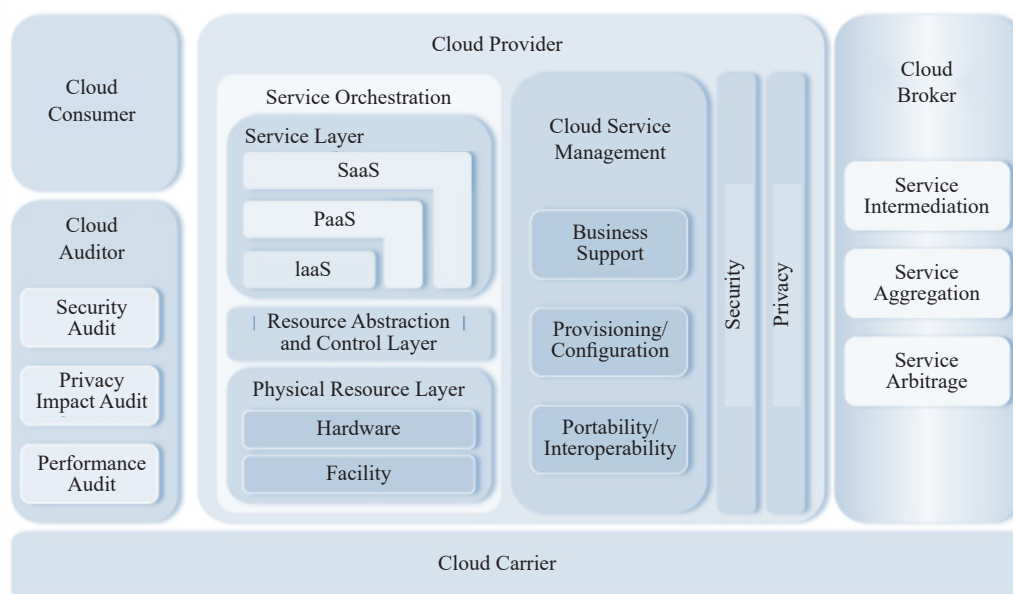 Cloud
Consumer
Cloud
Auditor
Security
Audit
Privacy
Impact Audit
Performance
Audit
Cloud Provider
Service Orchestration
Service Layer
SaaS
PaaS
laaS
Resource Abstraction
and Control Layer
Physical Resource Layer
Hardware
Facility
Cloud Service
Management
Business
Support
Provisioning/
Configuration
Portability/
Interoperability
Security
Privacy
Cloud
Broker
Service
Intermediation
Service
Aggregation
Service
Arbitrage
Cloud Carrier